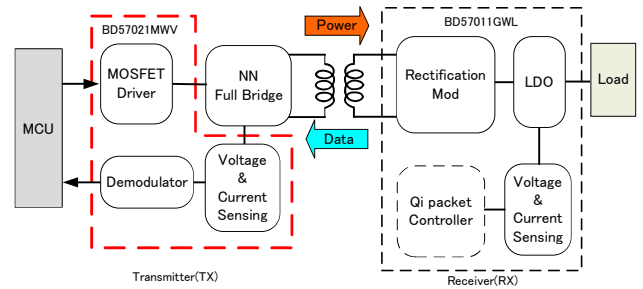 BD57021MWV
Power
BD57011GWL
MCU
MOSFET
Driver
NN
Full Bridge
Rectification
Mod
LDO
Load
Data
Demodulator
Voltage
&
Current
Sensing
Qi packet
Controller
Voltage
&
Current
Sensing
Transmitter(TX)
Receiver(RX)